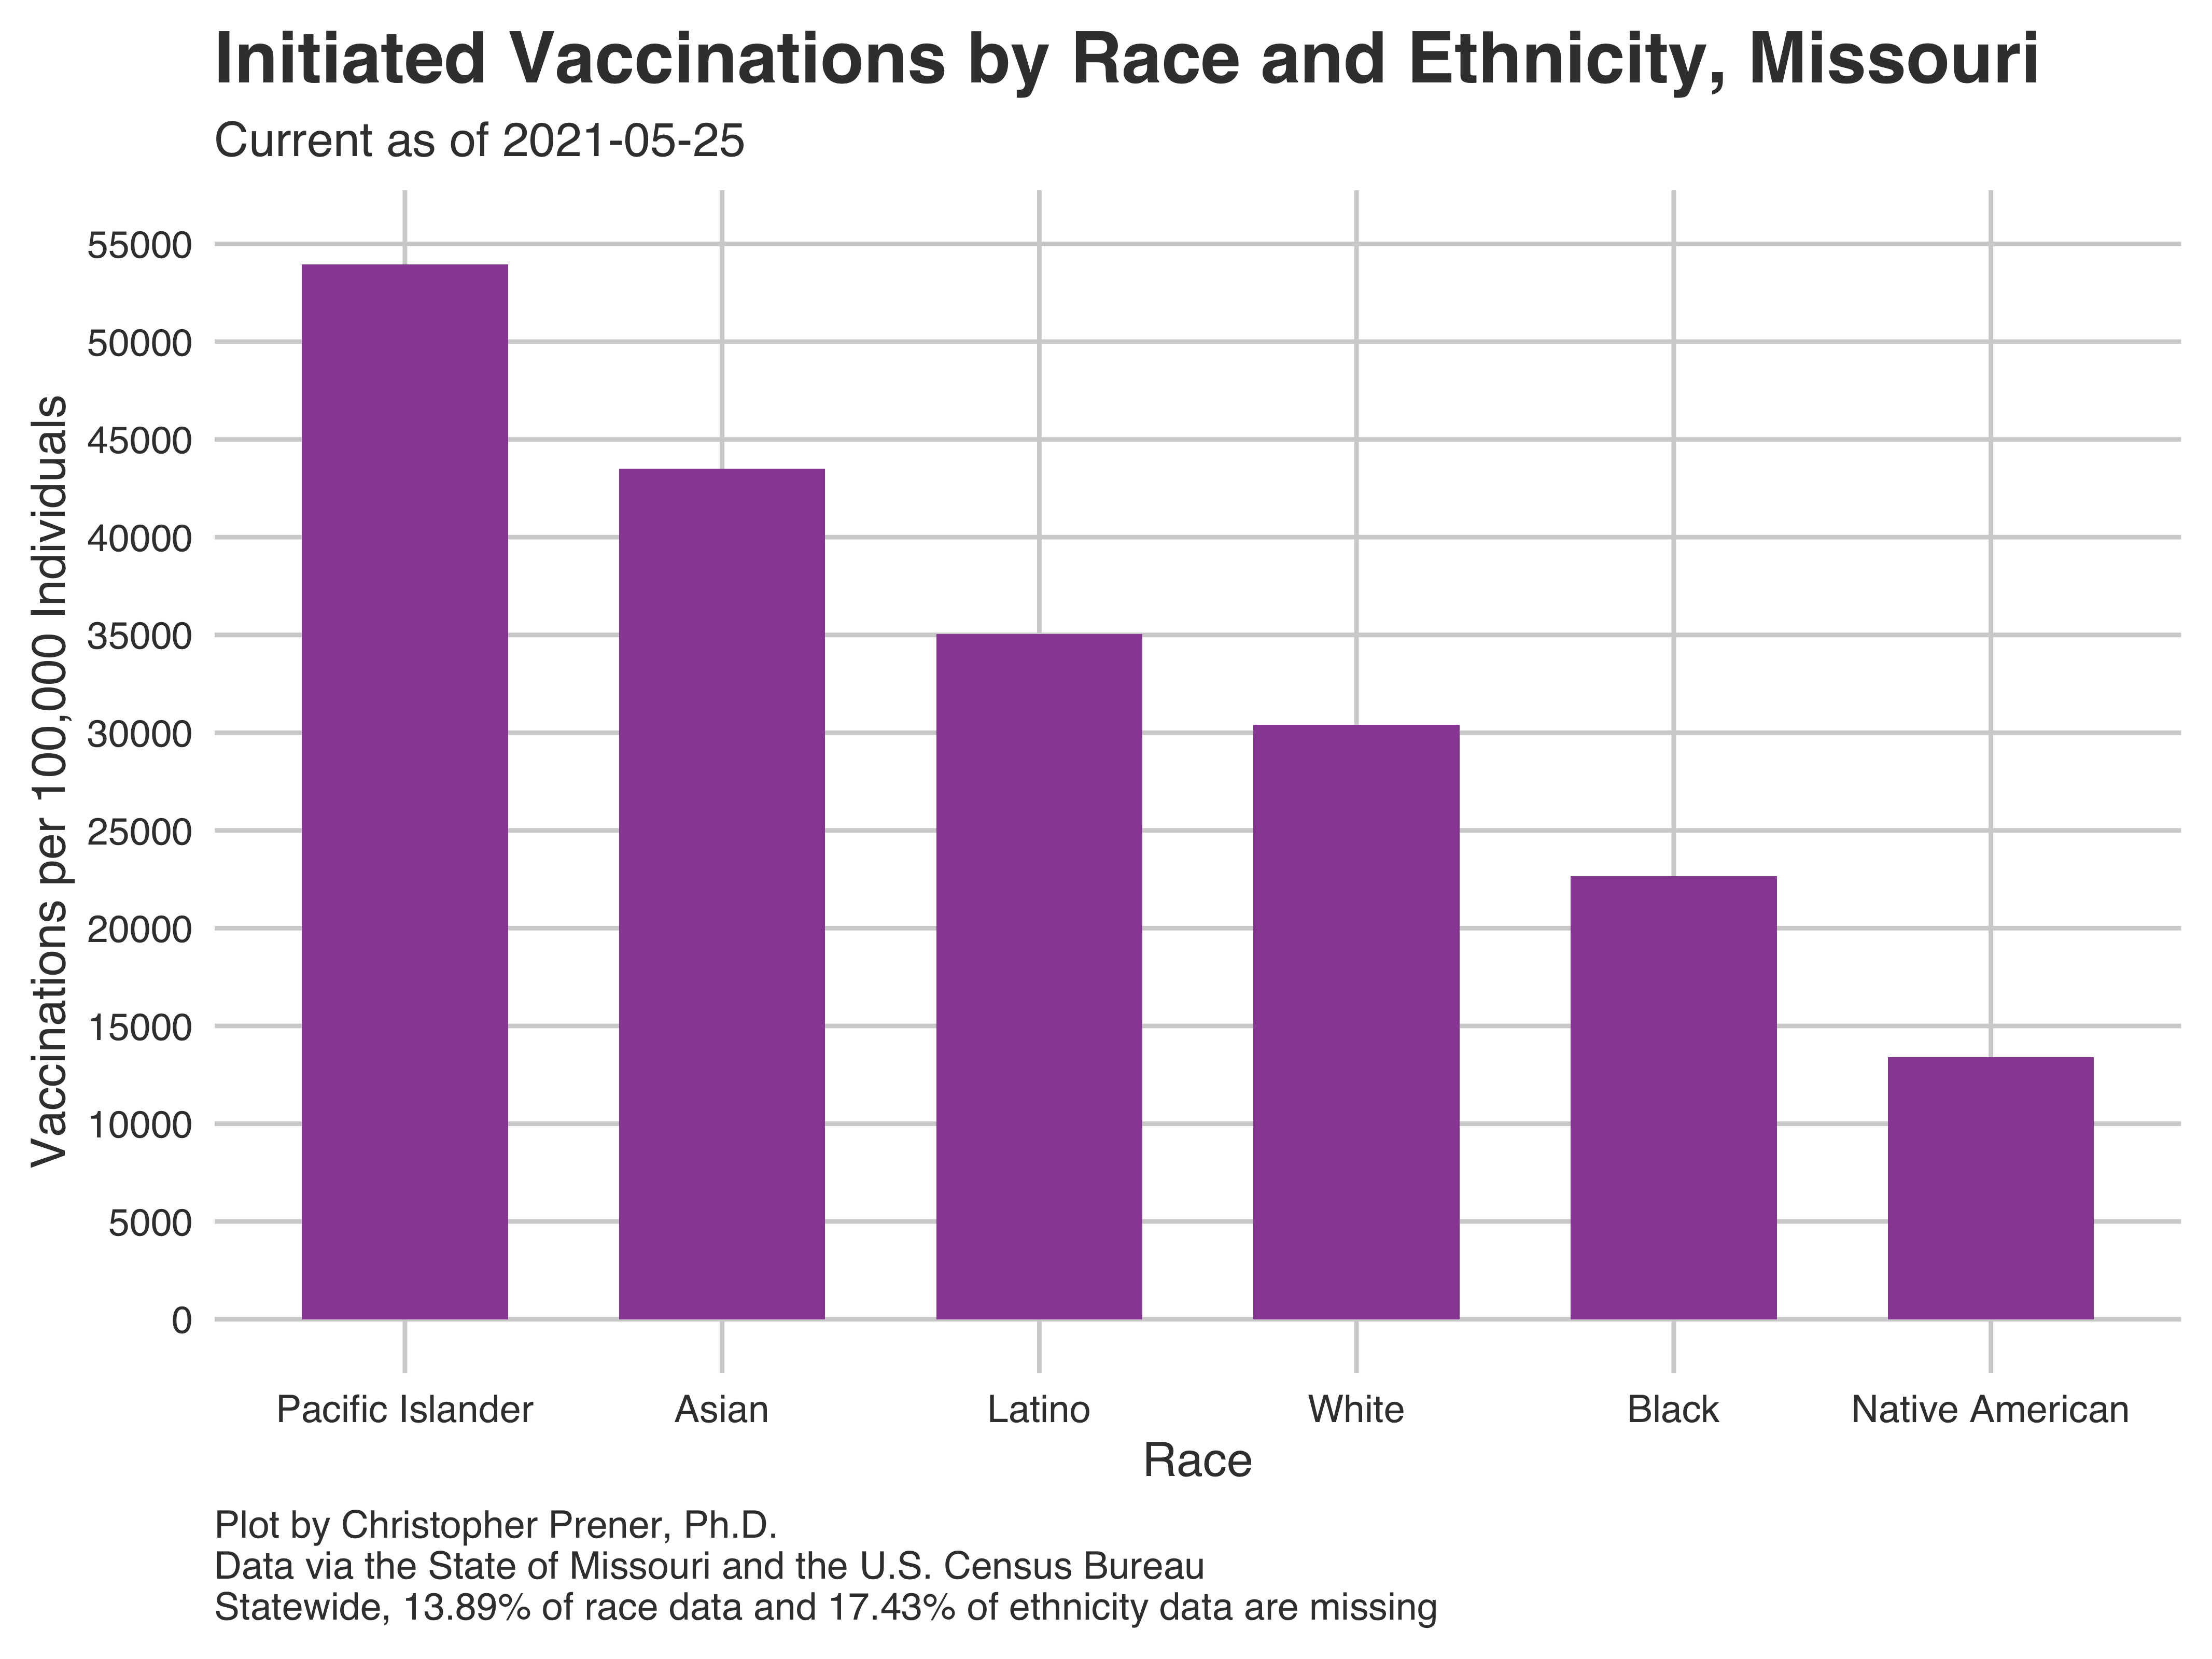 Initiated Vaccinations by Race and Ethnicity, Missouri
Current as of 2021-05-25
Vaccinations per 100,000 Individuals
55000
50000
45000
40000
35000
30000
25000
20000
15000
10000
5000
0
Pacific Islander
Asian
Latino
White
Black
Native American
Race
Plot by Christopher Prener, Ph.D.
Data via the State of Missouri and the U.S. Census Bureau
Statewide, 13.89% of race data and 17.43% of ethnicity data are missing